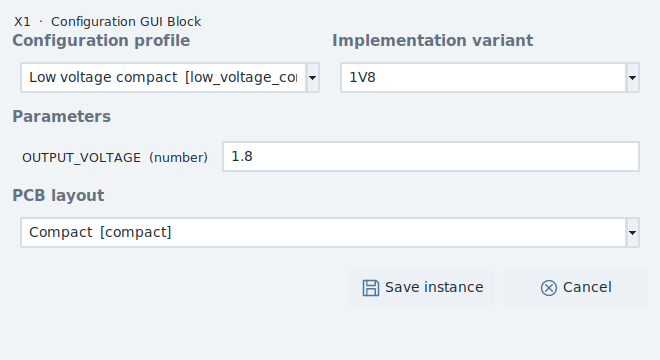 X1 · Configuration GUI Block
Configuration profile
Implementation variant
Low voltage compact [low_voltage_co
1V8
Parameters
OUTPUT_VOLTAGE (number)
1.8
PCB layout
Compact [compact]
Save instance
Cancel